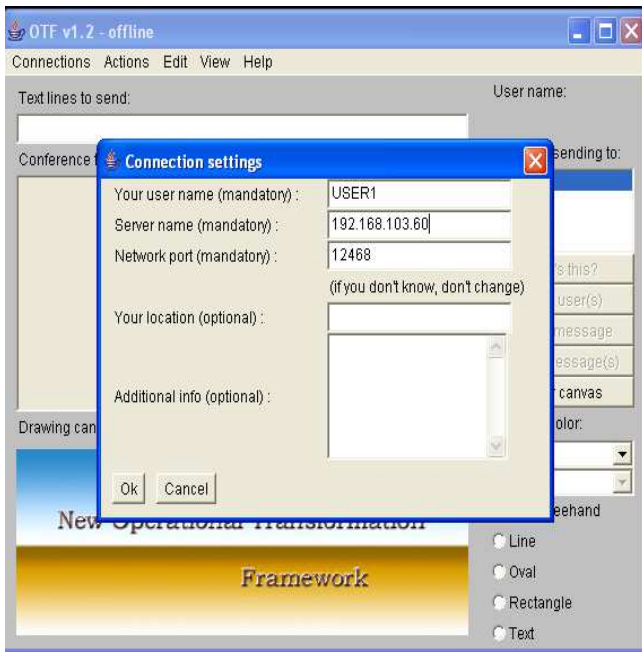 OTF v1.2 - offline
Connections Actions Edit View Help
Text lines to send:
User name:
Conference
sending to:
Connection settings
Your user name (mandatory) : USER1
Server name (mandatory) : 192.168.103.60
Network port (mandatory) : 12468
(if you don't know, don't change)
Your location (optional) :
Additional info (optional) :
Ok Cancel
's this?
user(s)
message
essage(s)
canvas
Drawing can
olor:
New Operational Transformation
Framework
eehand
Line
Oval
Rectangle
Text